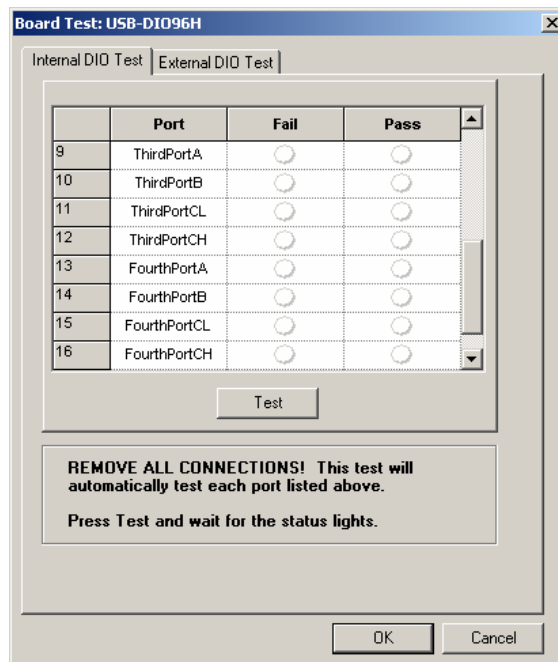 Board Test: USB-DIO96H
Internal DIO Test External DIO Test
Port Fail Pass
9 ThirdPortA
10 ThirdPortB
11 ThirdPortCL
12 ThirdPortCH
13 FourthPortA
14 FourthPortB
15 FourthPortCL
16 FourthPortCH
Test
REMOVE ALL CONNECTIONS! This test will
automatically test each port listed above.
Press Test and wait for the status lights.
OK Cancel